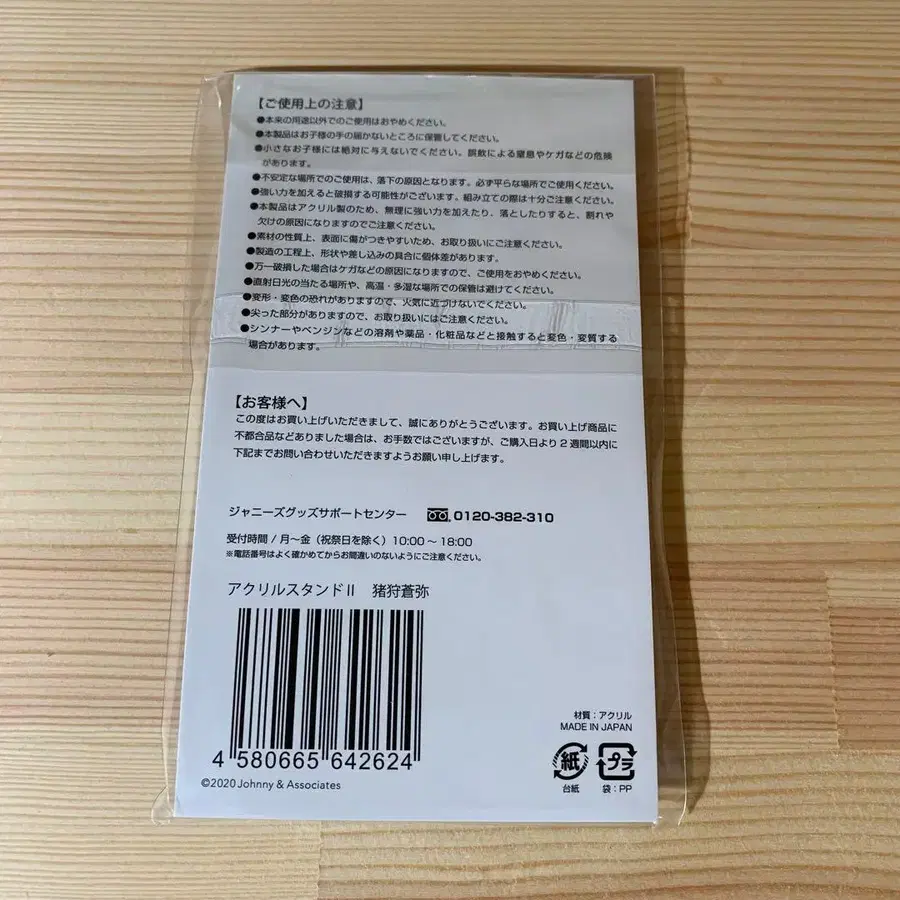 【ご使用上の注意】
●本来の用途以外でのご使用はおやめください。
●本製品はお子様の手の届かないところに保管してください。
●小さなお子様には絶対に与えないでください。誤飲による窒息やケガなどの危険
があります。
●不安定な場所でのご使用は、落下の原因となります。必ず平らな場所でご使用ください。
●強い力を加えると破損する可能性がございます。組み立ての際は十分ご注意ください。
●本製品はアクリル製のため、無理に強い力を加えたり、落としたりすると、割れや
欠けの原因になりますのでご注意ください。
●素材の性質上、表面に傷がつきやすいため、お取り扱いにご注意ください。
●製造の工程上、形状や差し込みの具合に個体差があります。
●万一破損した場合はケガなどの原因になりますので、ご使用をおやめください。
●直射日光の当たる場所や、高温・多湿な場所での保管は避けてください。
●変形・変色の恐れがありますので、火気に近づけないでください。
●尖った部分がありますので、お取り扱いにはご注意ください。
●シンナーやベンジンなどの溶剤や薬品・化粧品などと接触すると変色・変質する
場合があります。
【お客様へ】
この度はお買い上げいただきまして、誠にありがとうございます。お買い上げ商品に
不都合品などありました場合は、お手数ではございますが、ご購入日より2週間以内に
下記までお問い合わせいただきますようお願い申し上げます。
ジャニーズグッズサポートセンター 0120-382-310
受付時間 / 月〜金（祝祭日を除く）10:00〜18:00
※電話番号はよく確かめてからお間違いのないようにご注意ください。
アクリルスタンドII 猪狩蒼弥
4 580665 642624
©2020 Johnny & Associates
材質：アクリル
MADE IN JAPAN
紙 プラ
台紙 袋：PP